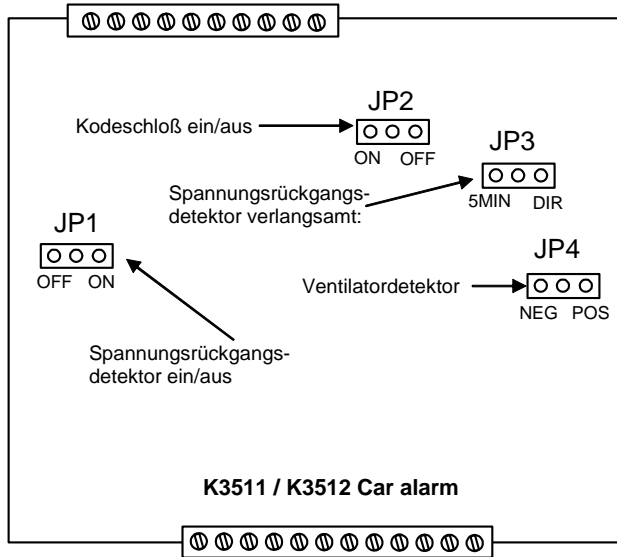 JP2
Kodeschloß ein/aus
ON OFF
JP3
Spannungsrückgangs-
detektor verlangsamt:
5MIN DIR
JP1
OFF ON
JP4
Ventilatordetektor
NEG POS
Spannungsrückgangs-
detektor ein/aus
K3511 / K3512 Car alarm